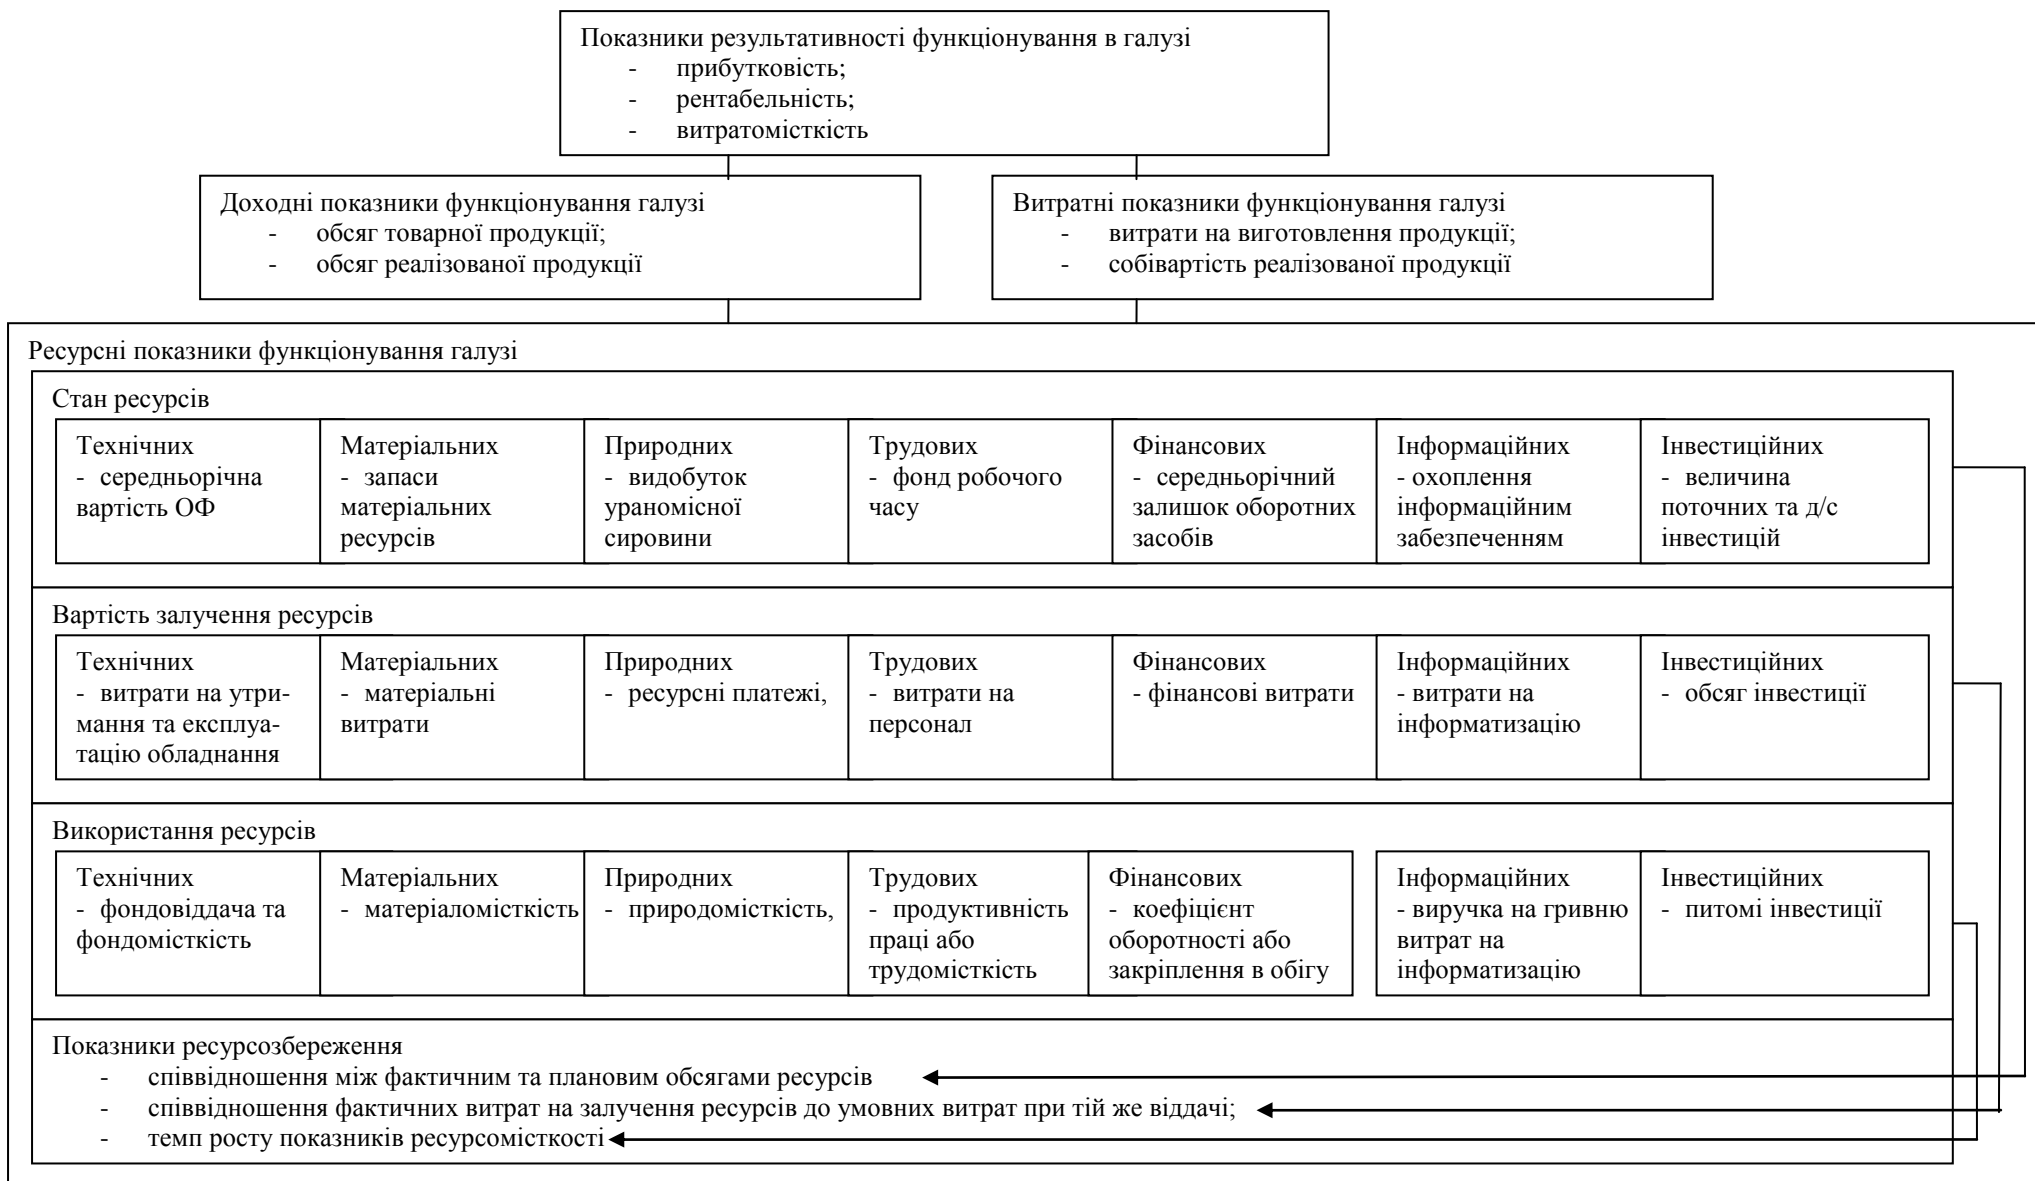 Показники результативності функціонування в галузі
- прибутковість;
- рентабельність;
- витратомісткість
Доходні показники функціонування галузі
- обсяг товарної продукції;
- обсяг реалізованої продукції
Витратні показники функціонування галузі
- витрати на виготовлення продукції;
- собівартість реалізованої продукції
Ресурсні показники функціонування галузі
Стан ресурсів
Технічних
- середньорічна
вартість ОФ
Матеріальних
- запаси
матеріальних
ресурсів
Природних
- видобуток
ураномісної
сировини
Трудових
- фонд робочого
часу
Фінансових
- середньорічний
залишок оборотних
засобів
Інформаційних
- охоплення
інформаційним
забезпеченням
Інвестиційних
- величина
поточних та д/с
інвестицій
Вартість залучення ресурсів
Технічних
- витрати на утри-
мання та експлуа-
тацію обладнання
Матеріальних
- матеріальні
витрати
Природних
- ресурсні платежі,
Трудових
- витрати на
персонал
Фінансових
- фінансові витрати
Інформаційних
- витрати на
інформатизацію
Інвестиційних
- обсяг інвестиції
Використання ресурсів
Технічних
- фондовіддача та
фондомісткість
Матеріальних
- матеріаломісткість
Природних
- природомісткість,
Трудових
- продуктивність
праці або
трудомісткість
Фінансових
- коефіцієнт
оборотності або
закріплення в обігу
Інформаційних
- виручка на гривню
витрат на
інформатизацію
Інвестиційних
- питомі інвестиції
Показники ресурсозбереження
- співвідношення між фактичним та плановим обсягами ресурсів
- співвідношення фактичних витрат на залучення ресурсів до умовних витрат при тій же віддачі;
- темп росту показників ресурсомісткості